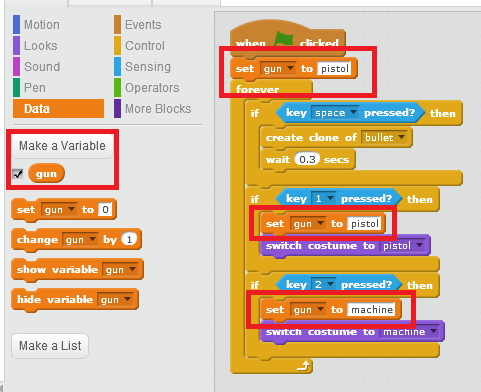 Motion
Events
Looks
Control
Sound
Sensing
Pen
Operators
Data
More Blocks
Make a Variable
gun
set gun to 0
change gun by 1
show variable gun
hide variable gun
Make a List
when clicked
set gun to pistol
forever
if key space pressed? then
create clone of bullet
wait 0.3 secs
if key 1 pressed? then
set gun to pistol
switch costume to pistol
if key 2 pressed? then
set gun to machine
switch costume to machine